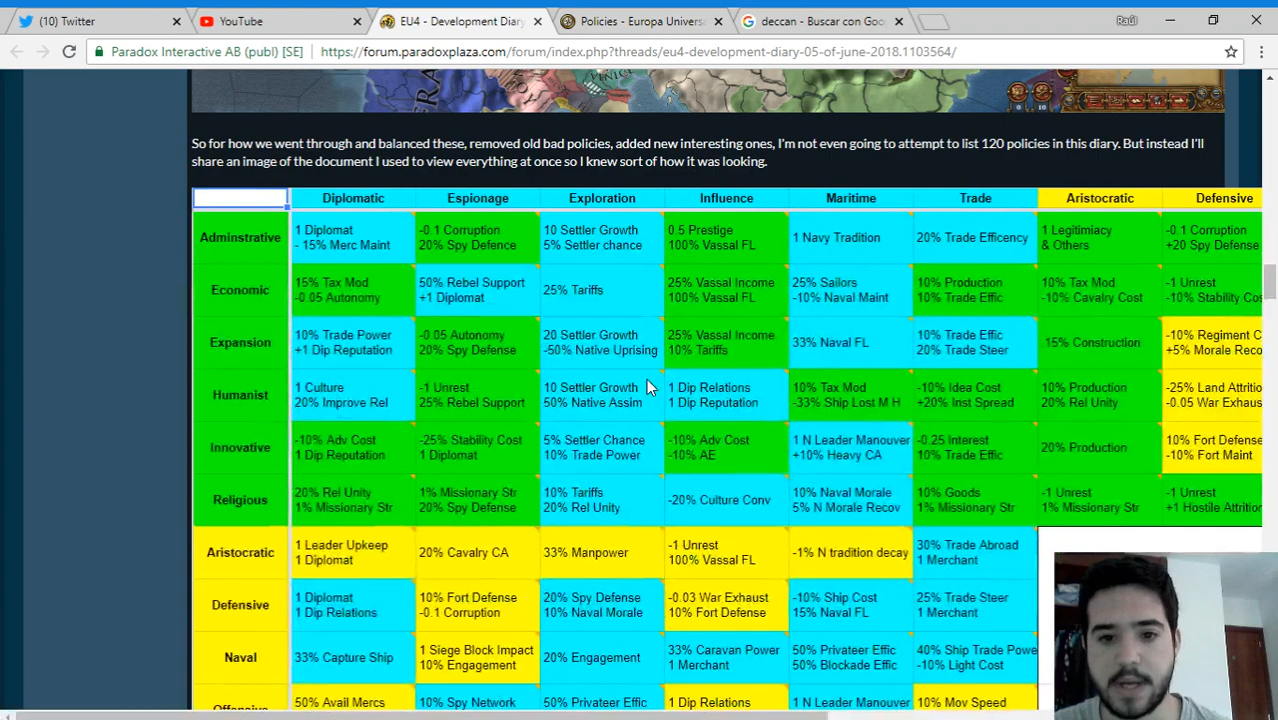 (10) Twitter
YouTube
EU4 - Development Diary
Policies - Europa Univers
deccan - Buscar con Goo
Raúl
Paradox Interactive AB (publ) [SE]
https://forum.paradoxplaza.com/forum/index.php?threads/eu4-development-diary-05-of-june-2018.1103564/
So for how we went through and balanced these, removed old bad policies, added new interesting ones, I'm not even going to attempt to list 120 policies in this diary. But instead I'll
share an image of the document I used to view everything at once so I knew sort of how it was looking.
Diplomatic Espionage Exploration Influence Maritime Trade Aristocratic Defensive
Adminstrative
1 Diplomat
- 15% Merc Maint
-0.1 Corruption
20% Spy Defence
10 Settler Growth
5% Settler chance
0.5 Prestige
100% Vassal FL
1 Navy Tradition
20% Trade Efficency
1 Legitimiacy
& Others
-0.1 Corruption
+20 Spy Defense
Economic
15% Tax Mod
-0.05 Autonomy
50% Rebel Support
+1 Diplomat
25% Tariffs
25% Vassal Income
100% Vassal FL
25% Sailors
-10% Naval Maint
10% Production
10% Trade Effic
10% Tax Mod
-10% Cavalry Cost
-1 Unrest
-10% Stability Cos
Expansion
10% Trade Power
+1 Dip Reputation
-0.05 Autonomy
20% Spy Defense
20 Settler Growth
-50% Native Uprising
25% Vassal Income
10% Tariffs
33% Naval FL
10% Trade Effic
20% Trade Steer
15% Construction
-10% Regiment C
+5% Morale Reco
Humanist
1 Culture
20% Improve Rel
-1 Unrest
25% Rebel Support
10 Settler Growth
50% Native Assim
1 Dip Relations
1 Dip Reputation
10% Tax Mod
-33% Ship Lost M H
-10% Idea Cost
+20% Inst Spread
10% Production
20% Rel Unity
-25% Land Attritio
-0.05 War Exhaus
Innovative
-10% Adv Cost
1 Dip Reputation
-25% Stability Cost
1 Diplomat
5% Settler Chance
10% Trade Power
-10% Adv Cost
-10% AE
1 N Leader Manouver
+10% Heavy CA
-0.25 Interest
10% Trade Effic
20% Production
10% Fort Defense
-10% Fort Maint
Religious
20% Rel Unity
1% Missionary Str
1% Missionary Str
20% Spy Defense
10% Tariffs
20% Rel Unity
-20% Culture Conv
10% Naval Morale
5% N Morale Recov
10% Goods
1% Missionary Str
-1 Unrest
1% Missionary Str
-1 Unrest
+1 Hostile Attritio
Aristocratic
1 Leader Upkeep
1 Diplomat
20% Cavalry CA
33% Manpower
-1 Unrest
100% Vassal FL
-1% N tradition decay
30% Trade Abroad
1 Merchant
Defensive
1 Diplomat
1 Dip Relations
10% Fort Defense
-0.1 Corruption
20% Spy Defense
10% Naval Morale
-0.03 War Exhaust
10% Fort Defense
-10% Ship Cost
15% Naval FL
25% Trade Steer
1 Merchant
Naval
33% Capture Ship
1 Siege Block Impact
10% Engagement
20% Engagement
33% Caravan Power
1 Merchant
50% Privateer Effic
50% Blockade Effic
40% Ship Trade Powe
-10% Light Cost
Offensive
50% Avail Mercs
10% Spy Network
50% Privateer Effic
1 Dip Relations
1 N Leader Manouver
10% Mov Speed